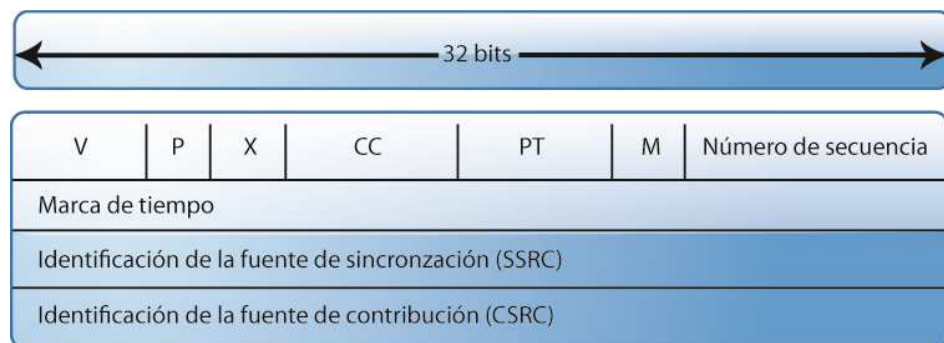 32 bits
V P X CC PT M Número de secuencia
Marca de tiempo
Identificación de la fuente de sincronzación (SSRC)
Identificación de la fuente de contribución (CSRC)